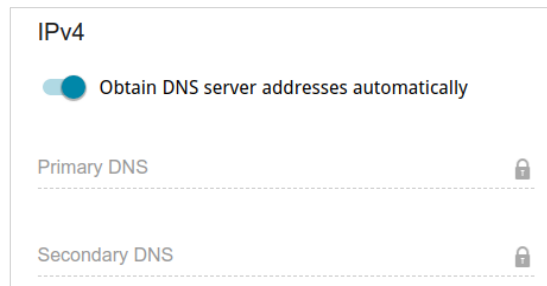 IPv4
Obtain DNS server addresses automatically
Primary DNS
Secondary DNS